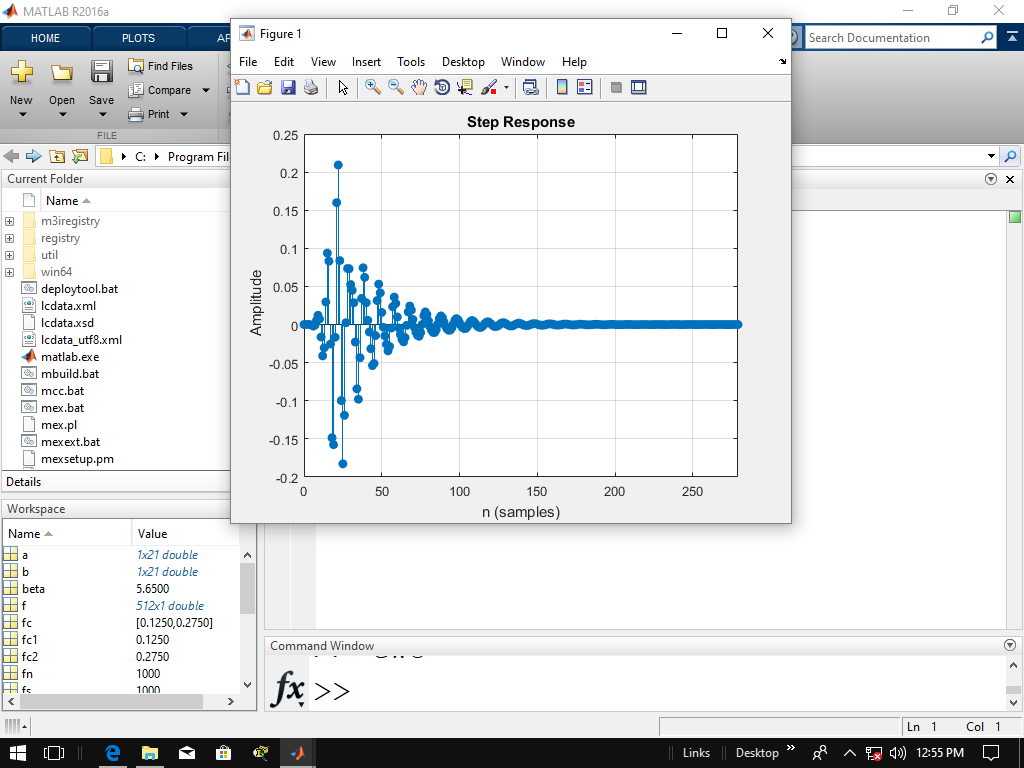 MATLAB R2016a
HOME
PLOTS
AP
Search Documentation
New
Open
Save
Find Files
Compare
Print
FILE
C:
Program Fil
Current Folder
Name
m3iregistry
registry
util
win64
deploytool.bat
lcdata.xml
lcdata.xsd
lcdata_utf8.xml
matlab.exe
mbuild.bat
mcc.bat
mex.bat
mex.pl
mexext.bat
mexsetup.pm
Details
Workspace
Name Value
a 1x21 double
b 1x21 double
beta 5.6500
f 512x1 double
fc [0.1250,0.2750]
fc1 0.1250
fc2 0.2750
fn 1000
fs 1000
Figure 1
File Edit View Insert Tools Desktop Window Help
Step Response
0.25
0.2
0.15
0.1
0.05
0
-0.05
-0.1
-0.15
-0.2
Amplitude
0 50 100 150 200 250
n (samples)
Command Window
fx >>
Ln 1 Col 1
Links Desktop 12:55 PM